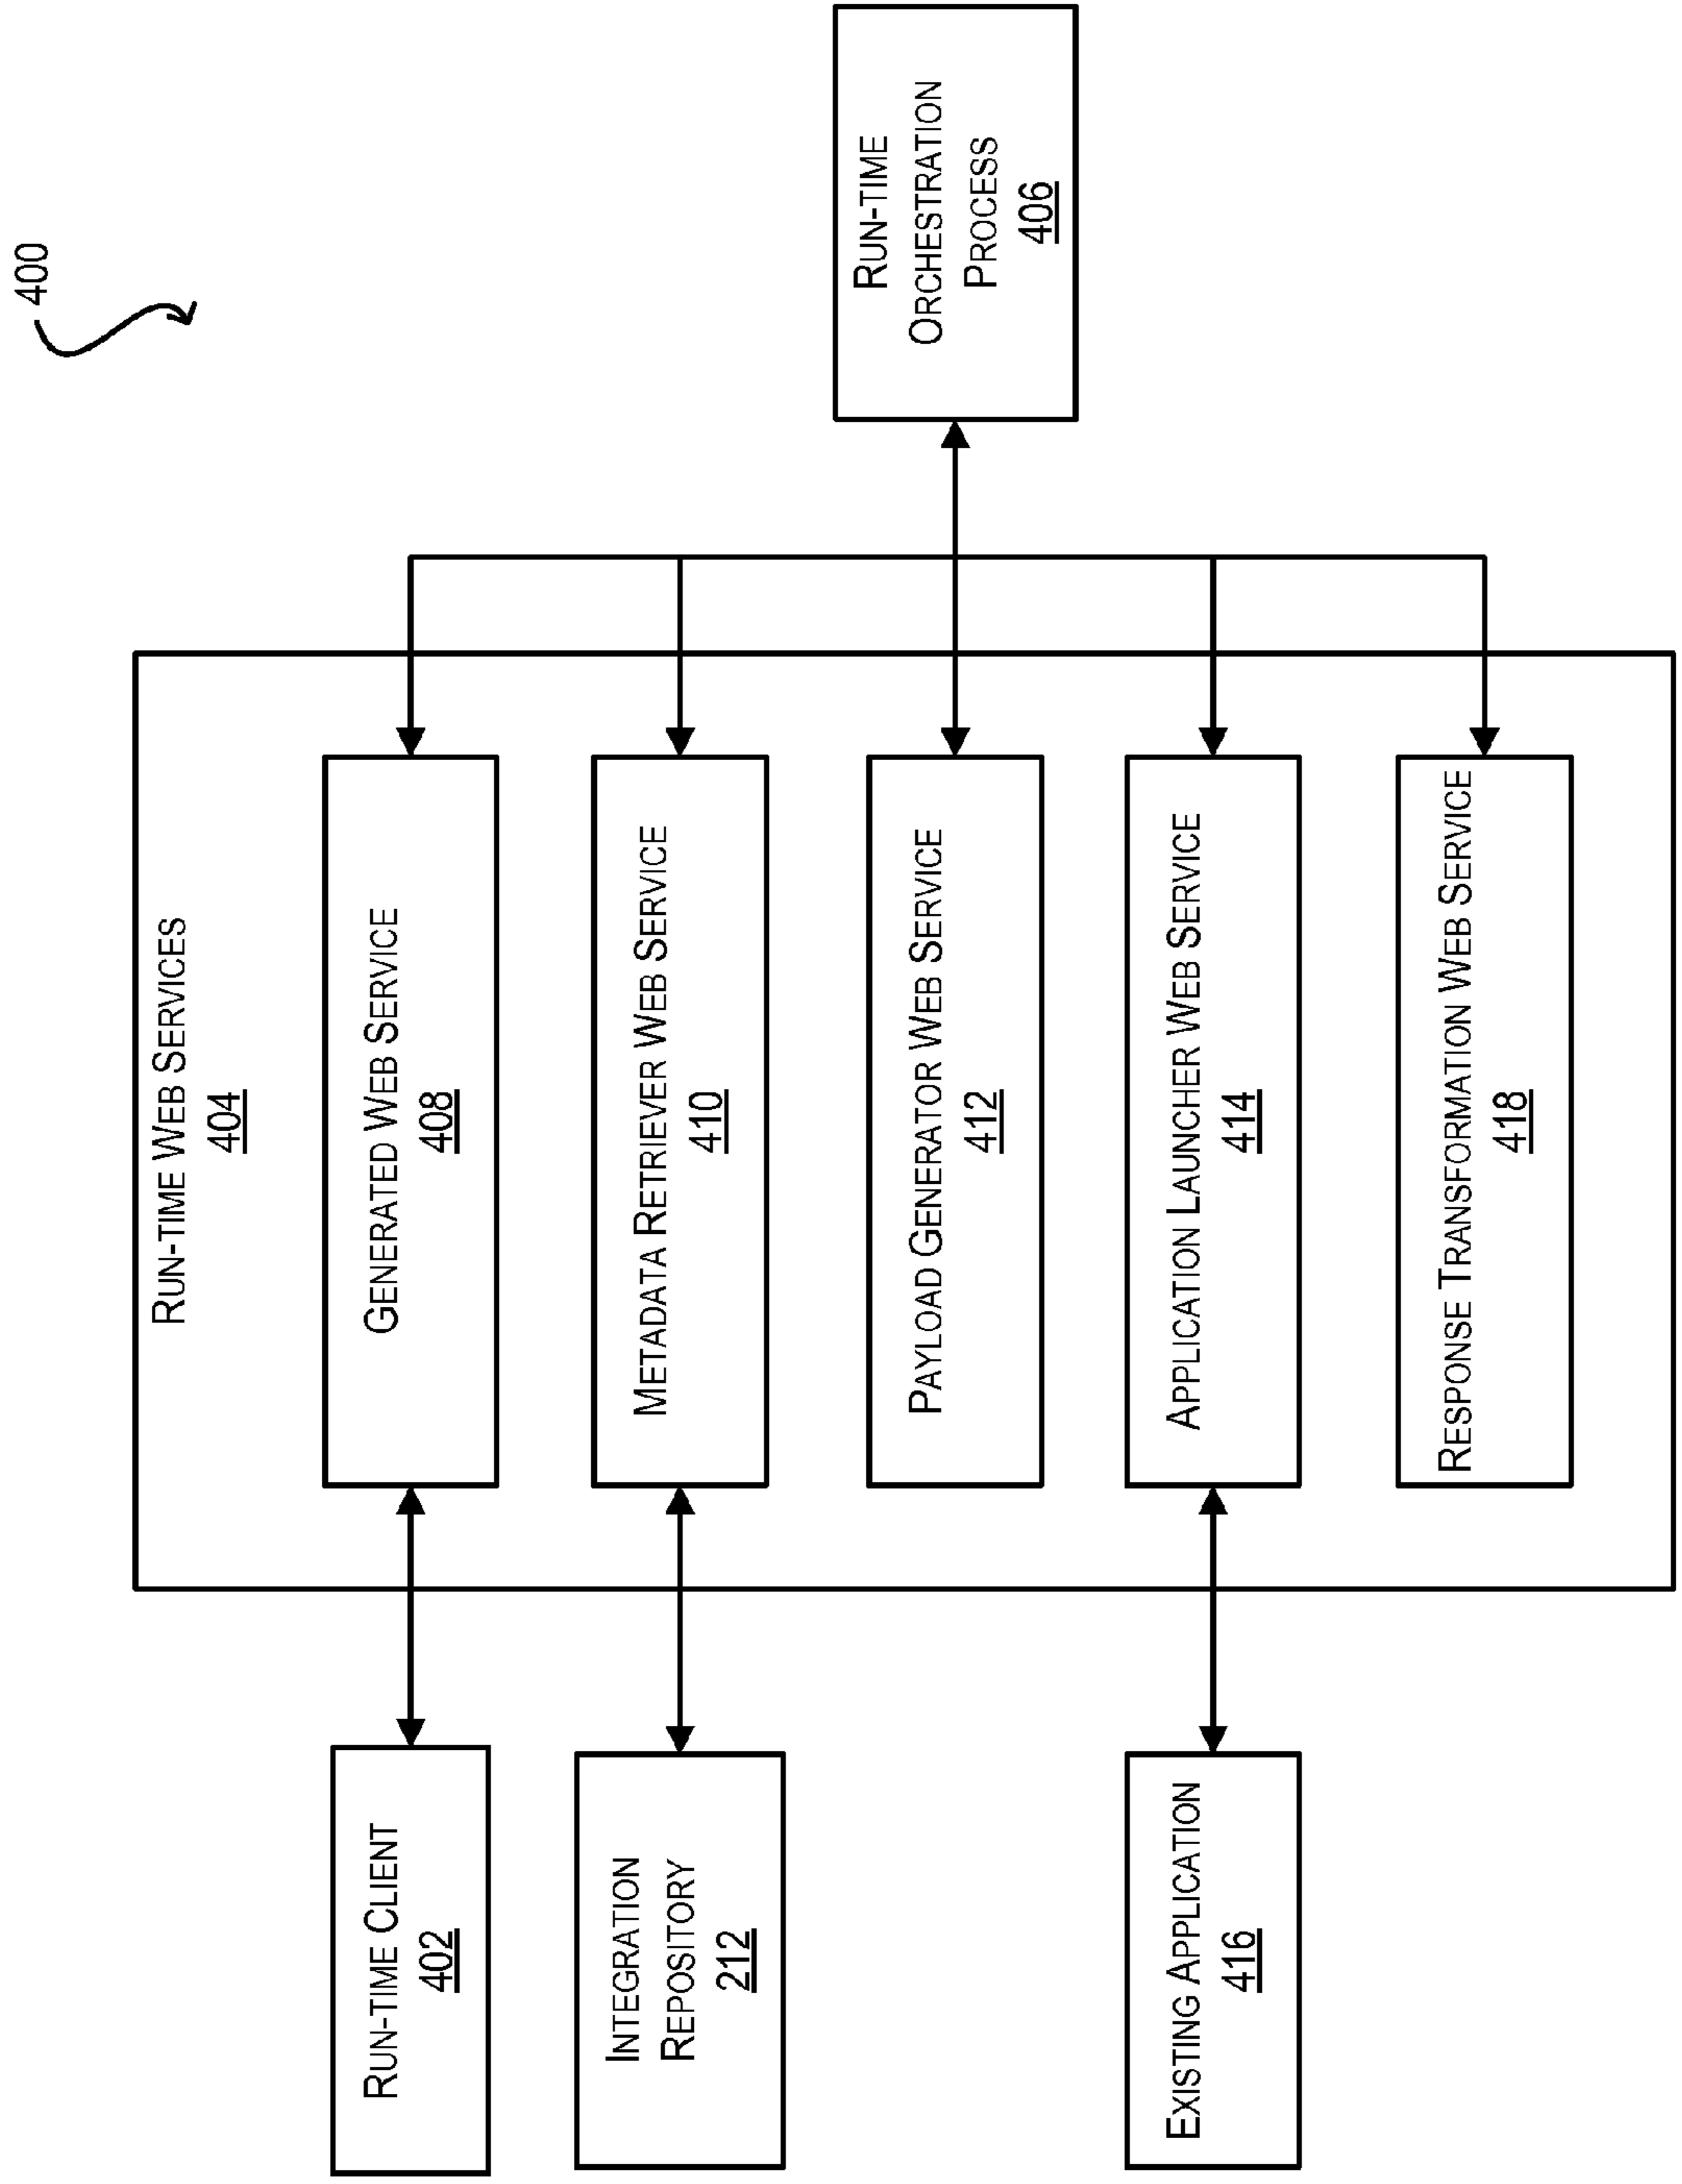 400
RUN-TIME CLIENT
402
INTEGRATION
REPOSITORY
212
EXISTING APPLICATION
416
RUN-TIME WEB SERVICES
404
GENERATED WEB SERVICE
408
METADATA RETRIEVER WEB SERVICE
410
PAYLOAD GENERATOR WEB SERVICE
412
APPLICATION LAUNCHER WEB SERVICE
414
RESPONSE TRANSFORMATION WEB SERVICE
418
RUN-TIME
ORCHESTRATION
PROCESS
406